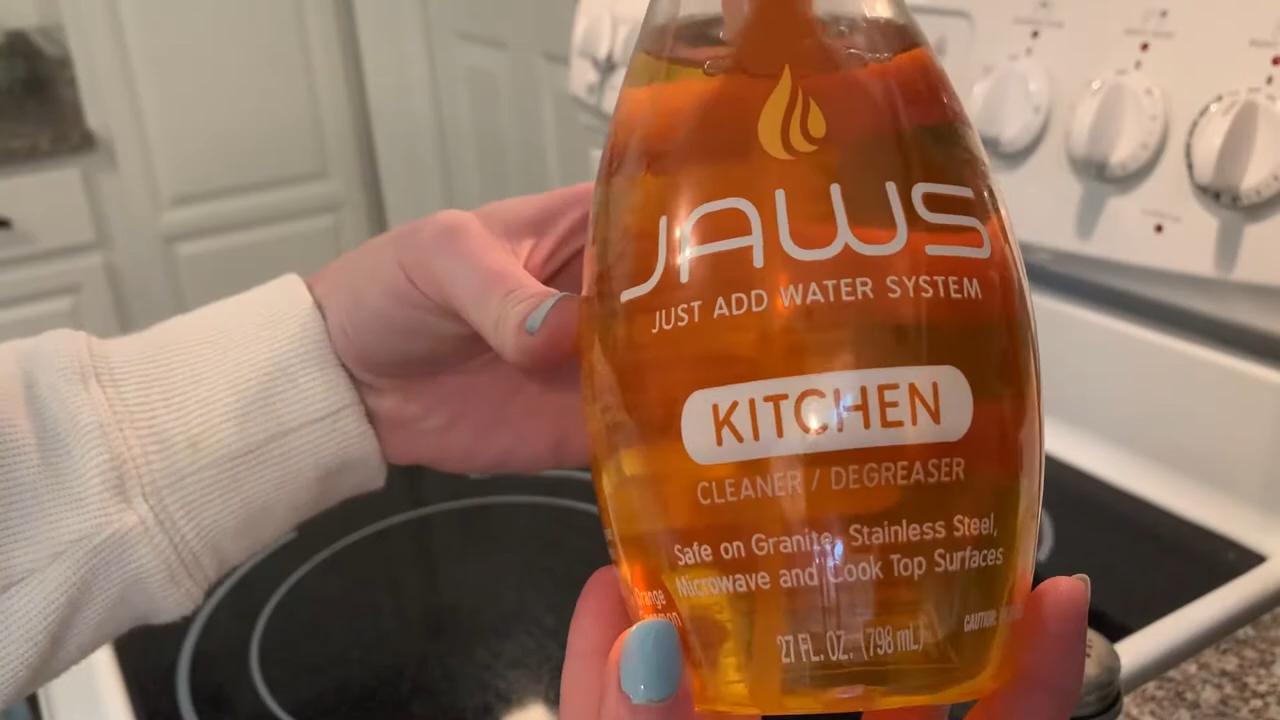 JAWS
JUST ADD WATER SYSTEM
KITCHEN
CLEANER / DEGREASER
Safe on Granite, Stainless Steel,
Microwave and Cook Top Surfaces
Orange
27 FL. OZ. (798 mL)
CAUTION: